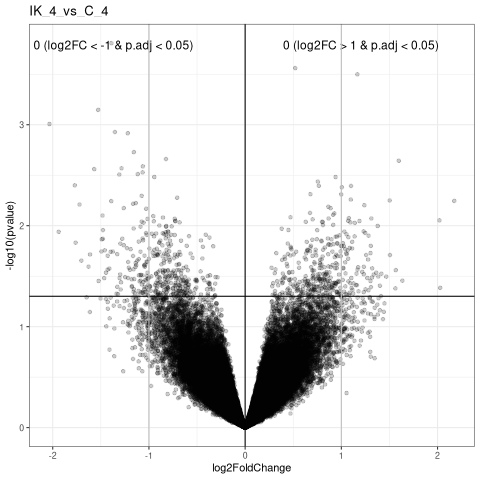 IK_4_vs_C_4
0 (log2FC < -1 & p.adj < 0.05)
0 (log2FC > 1 & p.adj < 0.05)
3
2
1
0
-log10(pvalue)
-2
-1
0
1
2
log2FoldChange